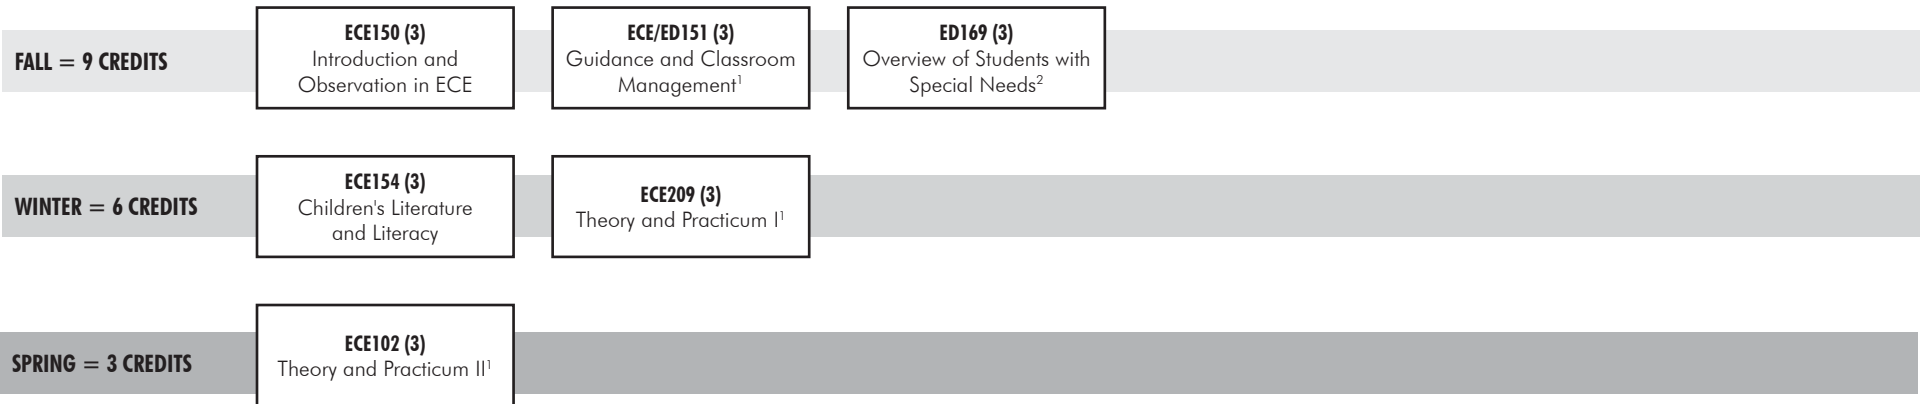 FALL = 9 CREDITS
ECE150 (3)
Introduction and
Observation in ECE
ECE/ED151 (3)
Guidance and Classroom
Management¹
ED169 (3)
Overview of Students with
Special Needs²
WINTER = 6 CREDITS
ECE154 (3)
Children's Literature
and Literacy
ECE209 (3)
Theory and Practicum I¹
SPRING = 3 CREDITS
ECE102 (3)
Theory and Practicum II¹